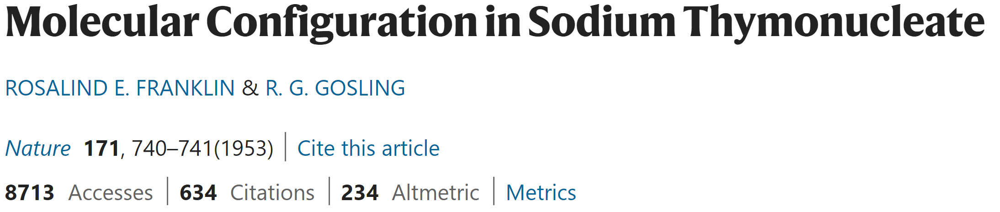 Molecular Configuration in Sodium Thymonucleate
ROSALIND E. FRANKLIN & R. G. GOSLING
Nature 171, 740–741(1953) | Cite this article
8713 Accesses | 634 Citations | 234 Altmetric | Metrics